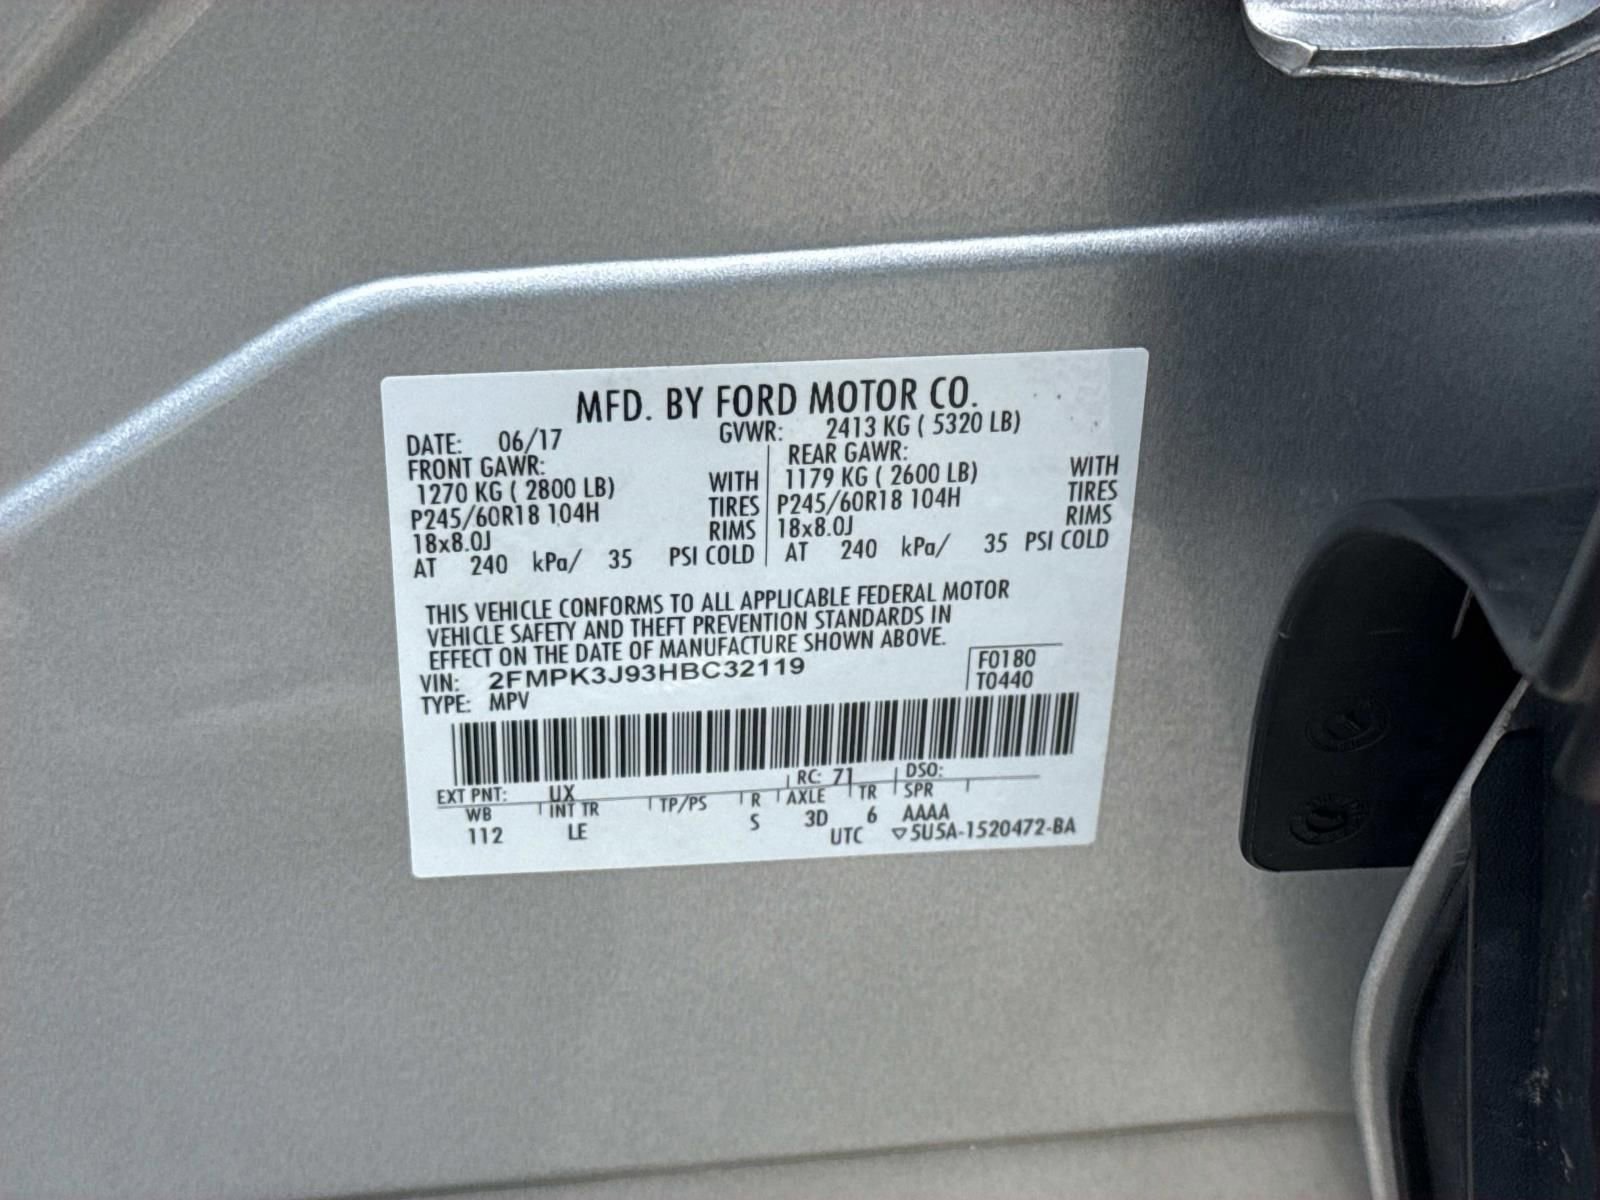 MFD. BY FORD MOTOR CO.
DATE: 06/17 GVWR: 2413 KG ( 5320 LB)
FRONT GAWR: REAR GAWR:
1270 KG ( 2800 LB) WITH 1179 KG ( 2600 LB) WITH
P245/60R18 104H TIRES P245/60R18 104H TIRES
18x8.0J RIMS 18x8.0J RIMS
AT 240 kPa/ 35 PSI COLD AT 240 kPa/ 35 PSI COLD
THIS VEHICLE CONFORMS TO ALL APPLICABLE FEDERAL MOTOR
VEHICLE SAFETY AND THEFT PREVENTION STANDARDS IN
EFFECT ON THE DATE OF MANUFACTURE SHOWN ABOVE.
VIN: 2FMPK3J93HBC32119 F0180
TYPE: MPV T0440
EXT PNT: UX RC: 71 DSO:
WB INT TR TP/PS R AXLE TR SPR
112 LE S 3D 6 AAAA
UTC ▽5U5A-1520472-BA